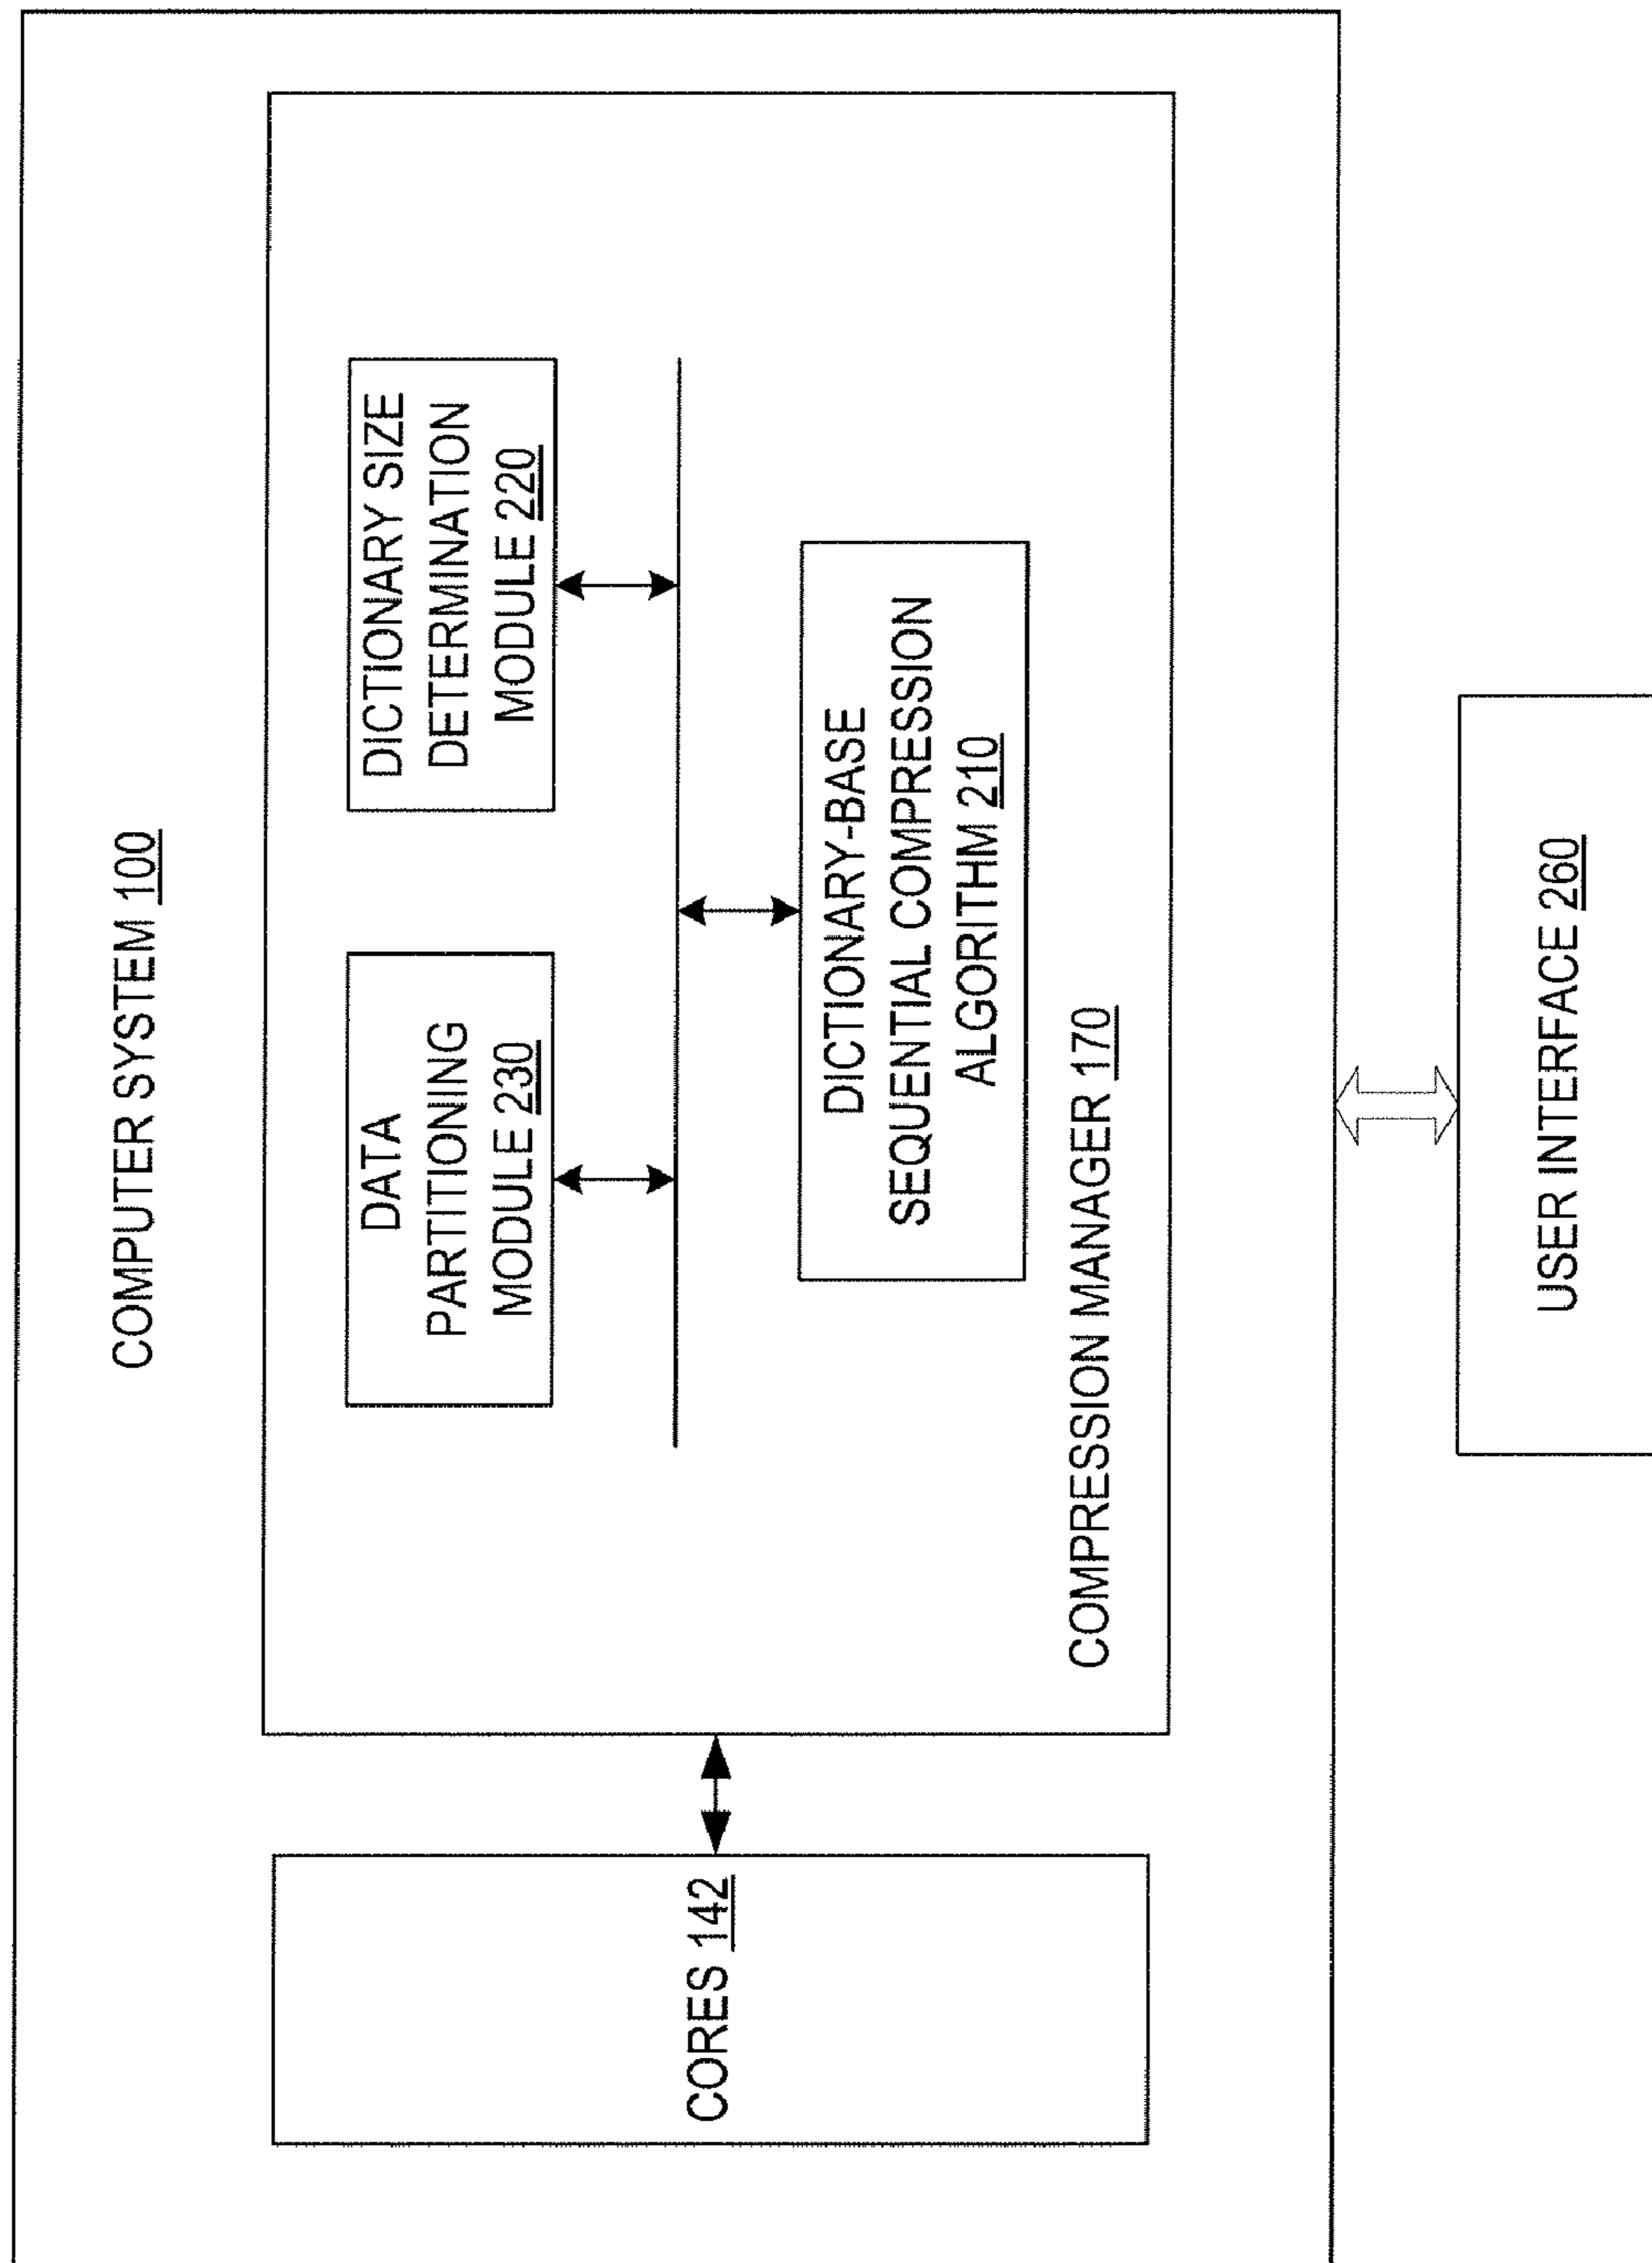 COMPUTER SYSTEM 100
CORES 142
DATA
PARTITIONING
MODULE 230
DICTIONARY SIZE
DETERMINATION
MODULE 220
DICTIONARY-BASE
SEQUENTIAL COMPRESSION
ALGORITHM 210
COMPRESSION MANAGER 170
USER INTERFACE 260